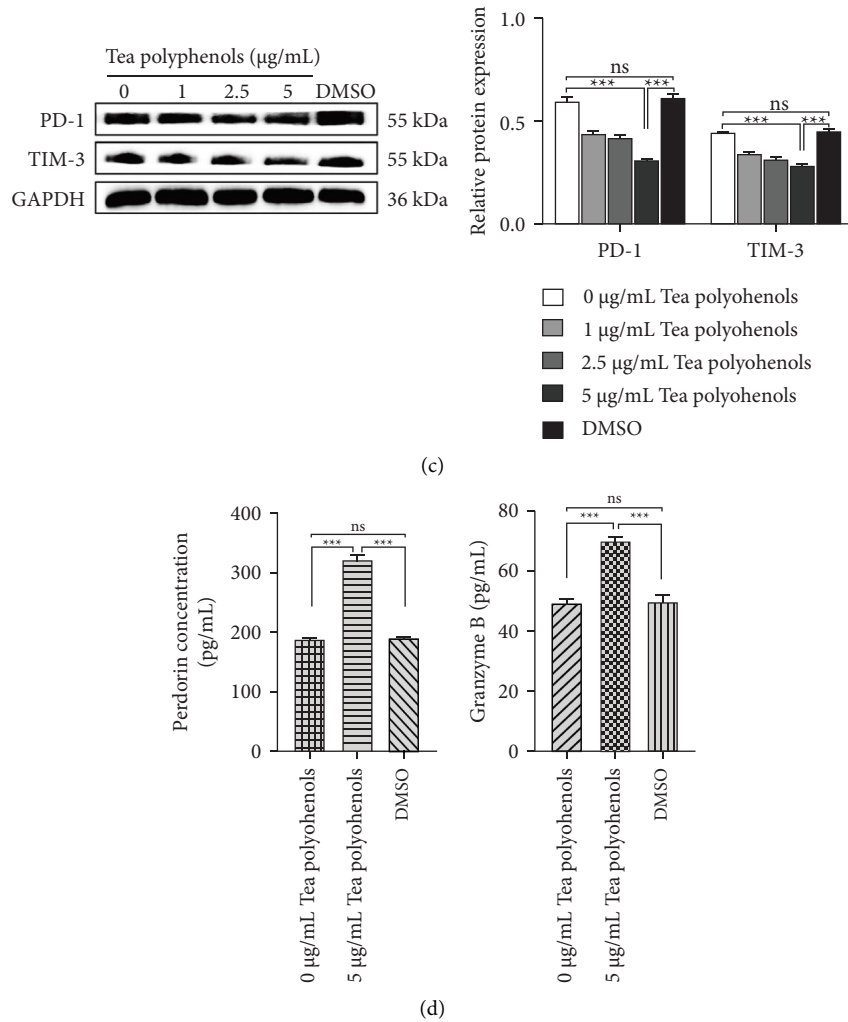 Tea polyphenols (µg/mL)
0 1 2.5 5 DMSO
PD-1 55 kDa
TIM-3 55 kDa
GAPDH 36 kDa
Relative protein expression
1.0
0.5
0.0
ns
*** ***
ns
*** ***
PD-1 TIM-3
0 µg/mL Tea polyohenols
1 µg/mL Tea polyohenols
2.5 µg/mL Tea polyohenols
5 µg/mL Tea polyohenols
DMSO
(c)
Perdorin concentration
(pg/mL)
400
300
200
100
0
ns
*** ***
0 µg/mL Tea polyohenols
5 µg/mL Tea polyohenols
DMSO
Granzyme B (pg/mL)
80
60
40
20
0
ns
*** ***
0 µg/mL Tea polyohenols
5 µg/mL Tea polyohenols
DMSO
(d)